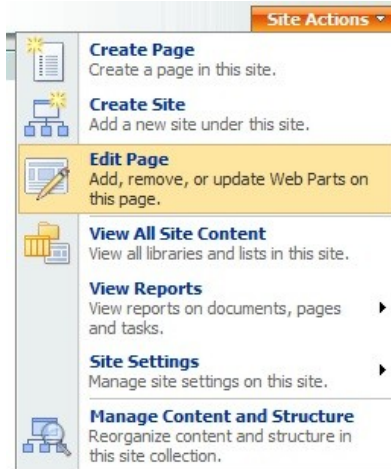 Site Actions
Create Page
Create a page in this site.
Create Site
Add a new site under this site.
Edit Page
Add, remove, or update Web Parts on
this page.
View All Site Content
View all libraries and lists in this site.
View Reports
View reports on documents, pages
and tasks.
Site Settings
Manage site settings on this site.
Manage Content and Structure
Reorganize content and structure in
this site collection.